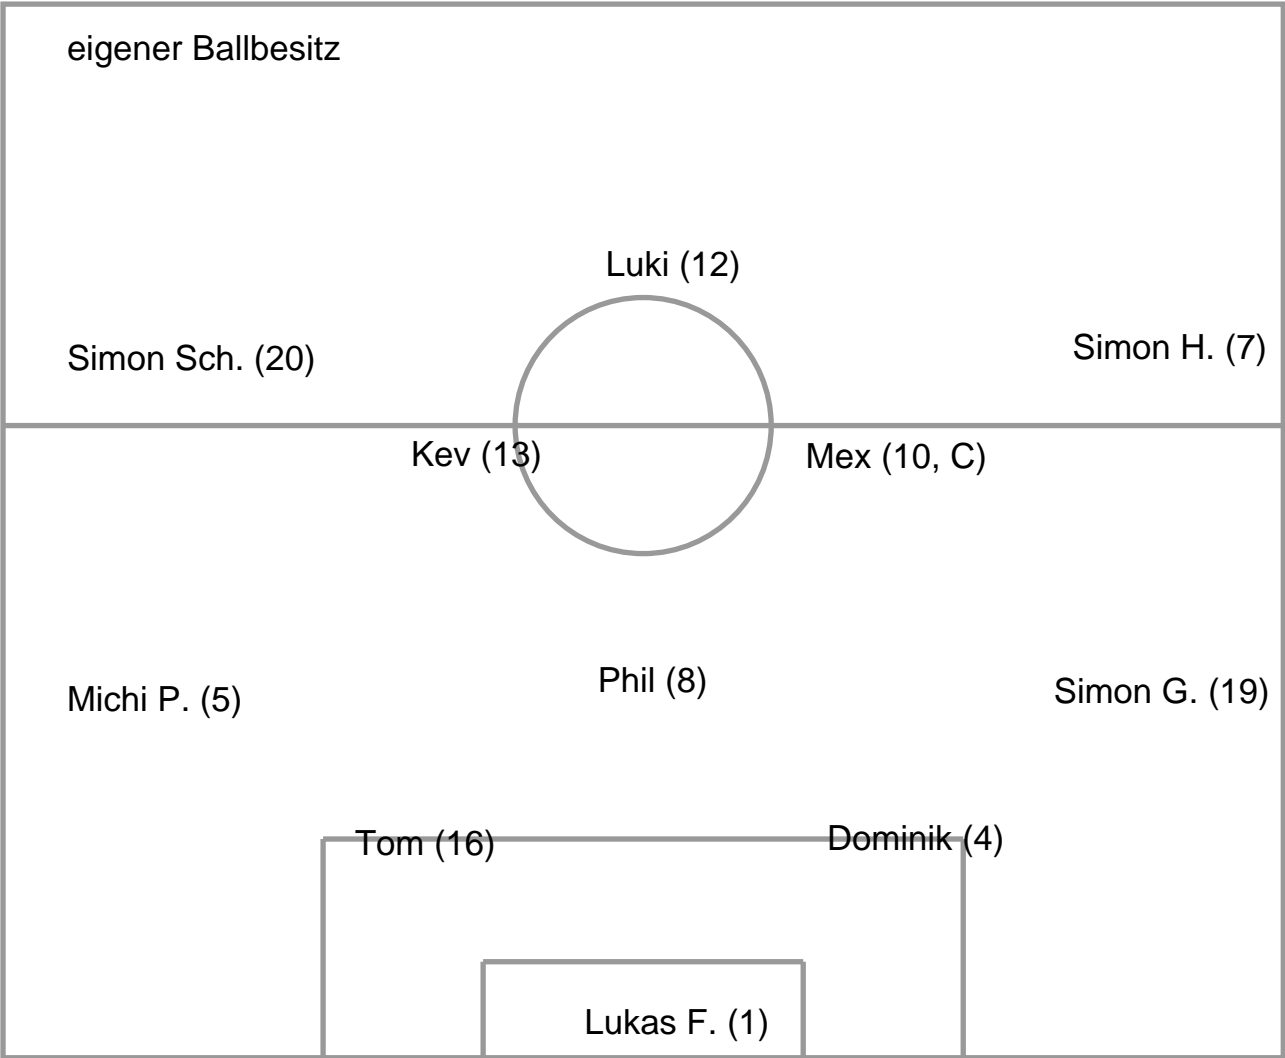 eigener Ballbesitz
Luki (12)
Simon Sch. (20)
Simon H. (7)
Kev (13)
Mex (10, C)
Michi P. (5)
Phil (8)
Simon G. (19)
Tom (16)
Dominik (4)
Lukas F. (1)